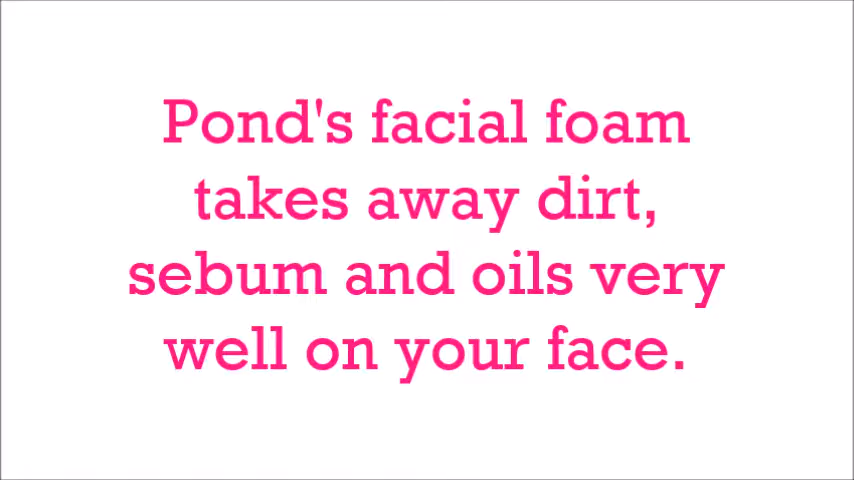 Pond's facial foam
takes away dirt,
sebum and oils very
well on your face.